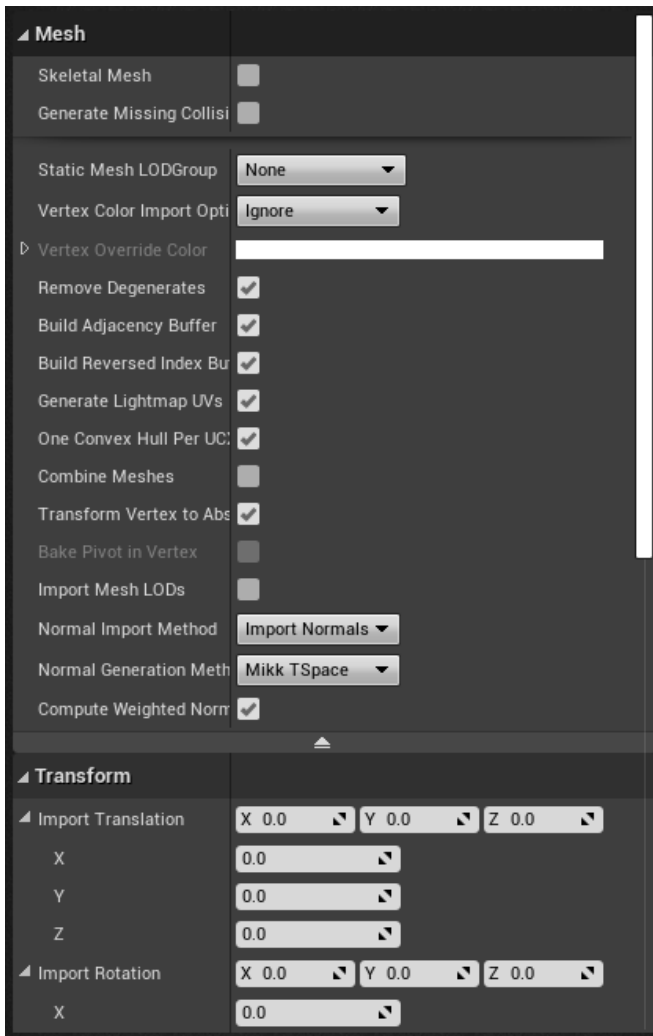 Mesh
Skeletal Mesh
Generate Missing Collisi
Static Mesh LODGroup None
Vertex Color Import Opti Ignore
Vertex Override Color
Remove Degenerates
Build Adjacency Buffer
Build Reversed Index Bu
Generate Lightmap UVs
One Convex Hull Per UC
Combine Meshes
Transform Vertex to Abs
Bake Pivot in Vertex
Import Mesh LODs
Normal Import Method Import Normals
Normal Generation Meth Mikk TSpace
Compute Weighted Norm
Transform
Import Translation X 0.0 Y 0.0 Z 0.0
X 0.0
Y 0.0
Z 0.0
Import Rotation X 0.0 Y 0.0 Z 0.0
X 0.0